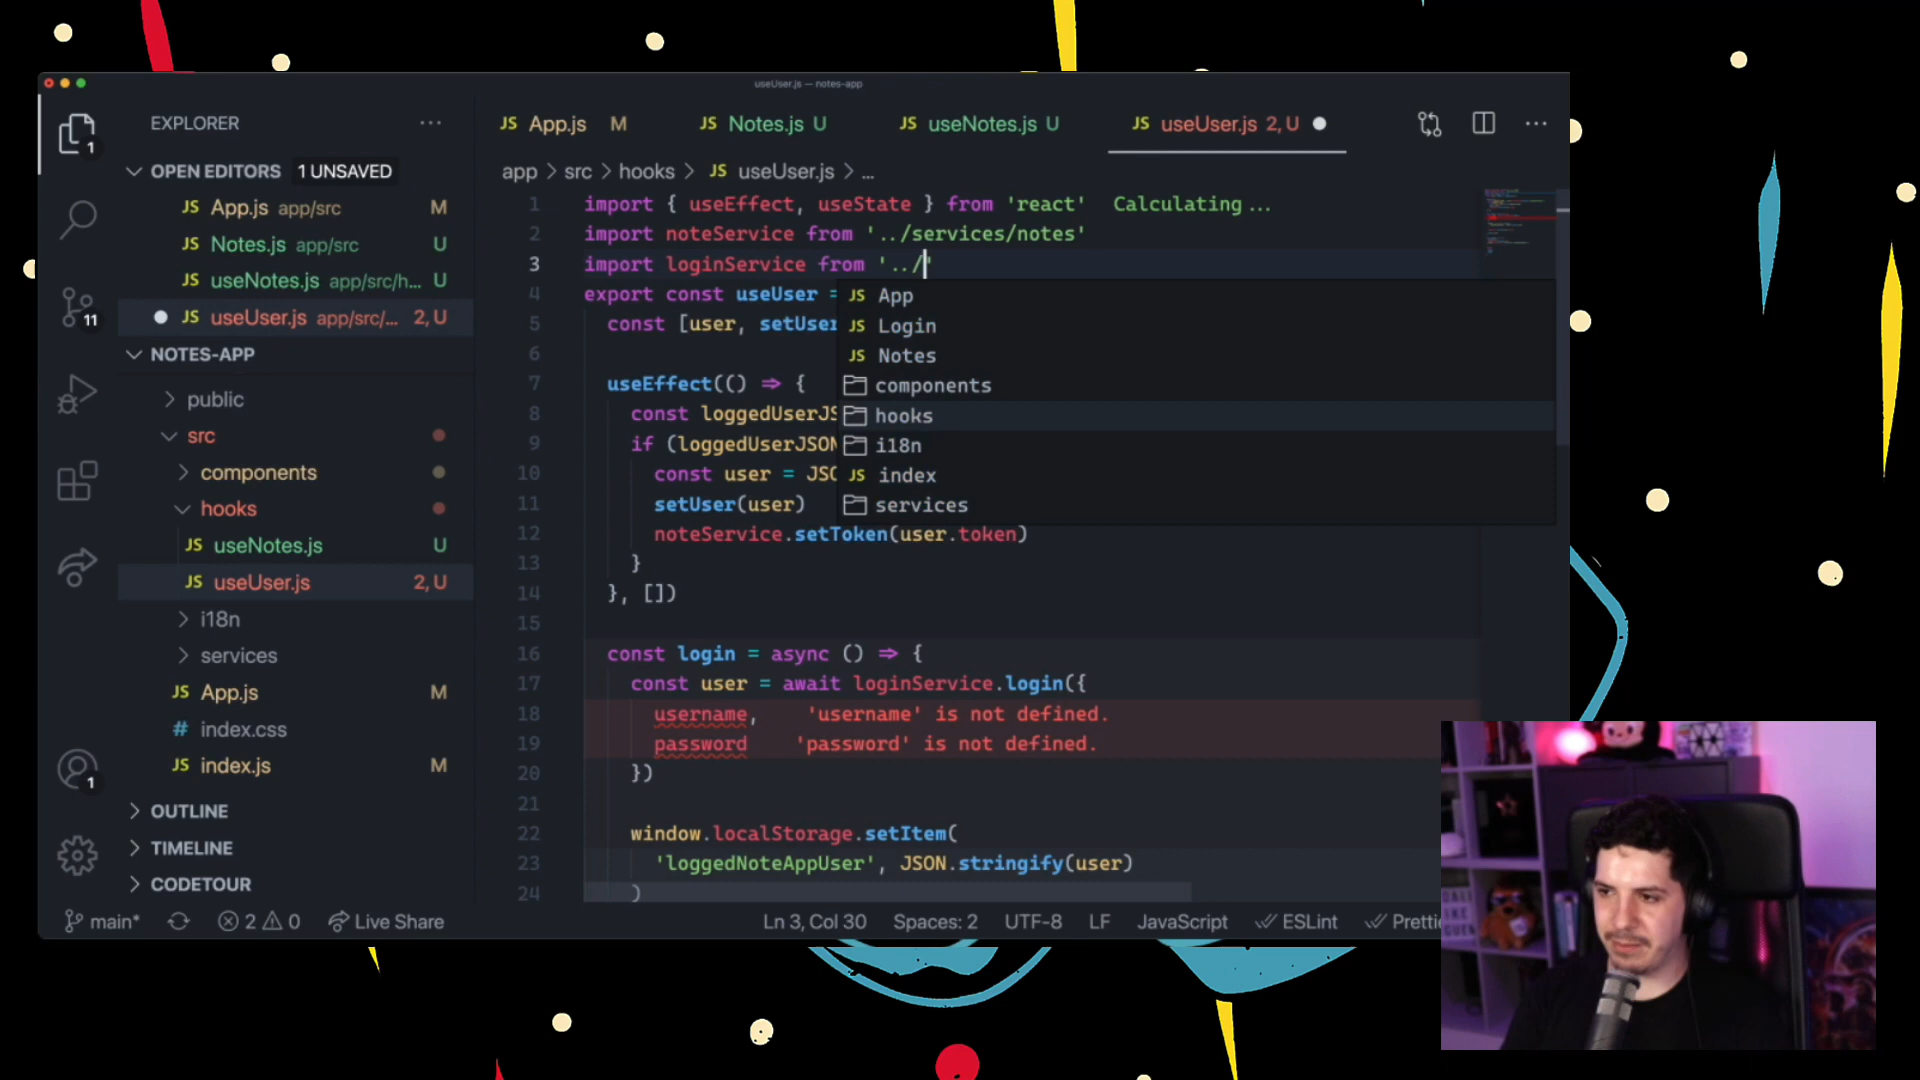 useUser.js — notes-app
EXPLORER
OPEN EDITORS 1 UNSAVED
JS App.js app/src M
JS Notes.js app/src U
JS useNotes.js app/src/h... U
JS useUser.js app/src/... 2, U
NOTES-APP
public
src
components
hooks
JS useNotes.js U
JS useUser.js 2, U
i18n
services
JS App.js M
# index.css
JS index.js M
OUTLINE
TIMELINE
CODETOUR
1
11
1
JS App.js M
JS Notes.js U
JS useNotes.js U
JS useUser.js 2, U
app > src > hooks > JS useUser.js > ...
1 import { useEffect, useState } from 'react' Calculating...
2 import noteService from '../services/notes'
3 import loginService from '../'
4 export const useUser =
5 const [user, setUser
6
7 useEffect(() => {
8 const loggedUserJS
9 if (loggedUserJSON
10 const user = JSO
11 setUser(user)
12 noteService.setToken(user.token)
13 }
14 }, [])
15
16 const login = async () => {
17 const user = await loginService.login({
18 username, 'username' is not defined.
19 password 'password' is not defined.
20 })
21
22 window.localStorage.setItem(
23 'loggedNoteAppUser', JSON.stringify(user)
24 )
JS App
JS Login
JS Notes
components
hooks
i18n
JS index
services
main* 2 0 Live Share Ln 3, Col 30 Spaces: 2 UTF-8 LF JavaScript ESLint Prettie